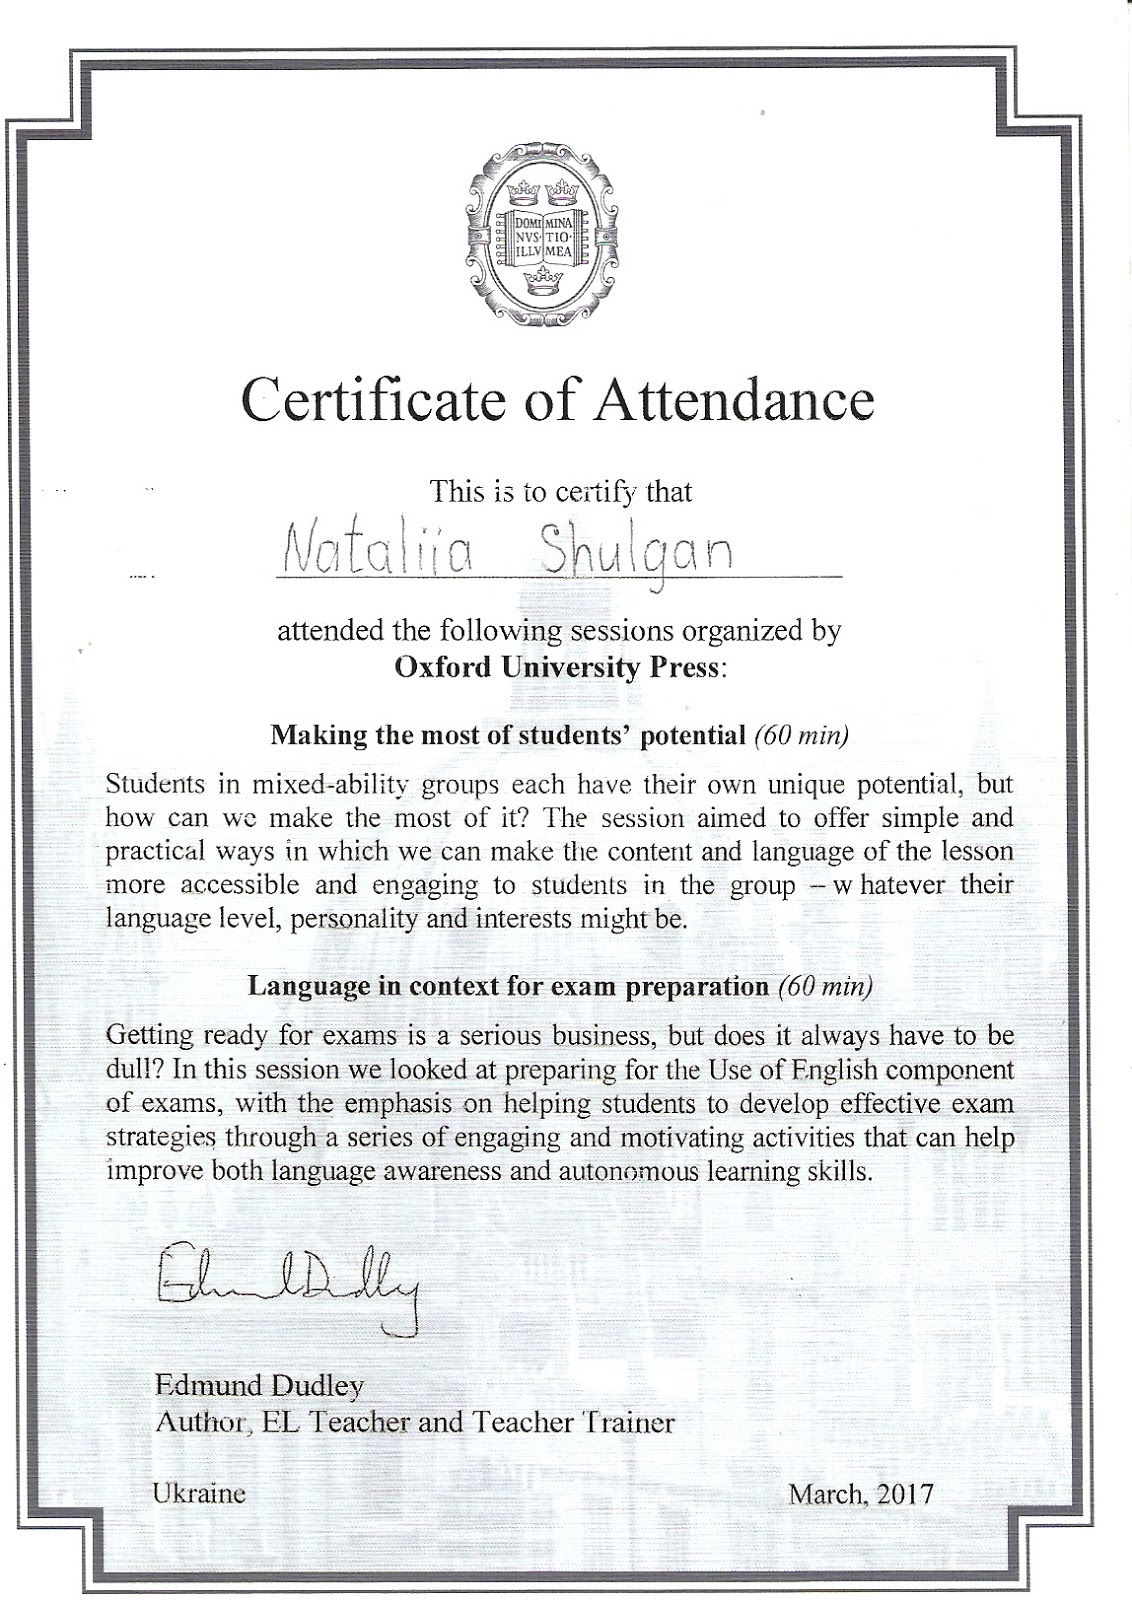 DOMI MINA
NVS· TIO·
ILLV MEA
Certificate of Attendance
This is to certify that
Nataliia Shulgan
attended the following sessions organized by
Oxford University Press:
Making the most of students' potential (60 min)
Students in mixed-ability groups each have their own unique potential, but
how can we make the most of it? The session aimed to offer simple and
practical ways in which we can make the content and language of the lesson
more accessible and engaging to students in the group – w hatever their
language level, personality and interests might be.
Language in context for exam preparation (60 min)
Getting ready for exams is a serious business, but does it always have to be
dull? In this session we looked at preparing for the Use of English component
of exams, with the emphasis on helping students to develop effective exam
strategies through a series of engaging and motivating activities that can help
improve both language awareness and autonomous learning skills.
Edmund Dudley
Edmund Dudley
Author, EL Teacher and Teacher Trainer
Ukraine
March, 2017